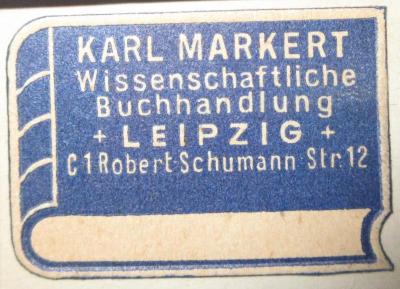 KARL MARKERT
Wissenschaftliche
Buchhandlung
+ LEIPZIG +
C1 Robert-Schumann Str. 12